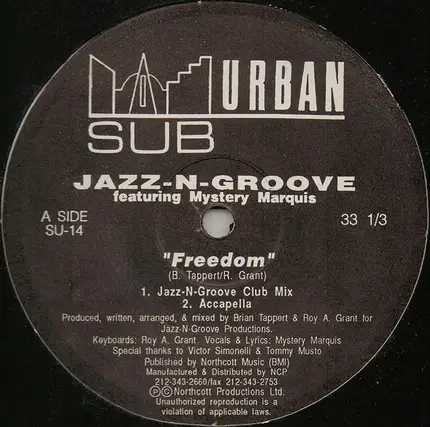 URBAN
SUB
JAZZ-N-GROOVE
featuring Mystery Marquis
A SIDE
SU-14
33 1/3
"Freedom"
(B. Tappert/R. Grant)
1. Jazz-N-Groove Club Mix
2. Accapella
Produced, written, arranged, & mixed by Brian Tappert & Roy A. Grant for
Jazz-N-Groove Productions.
Keyboards: Roy A. Grant Vocals & Lyrics: Mystery Marquis
Special thanks to Victor Simonelli & Tommy Musto
Published by Northcott Music (BMI)
Manufactured & Distributed by NCP
212-343-2660/fax 212-343-2753
ⓅⒸNorthcott Productions Ltd.
Unauthorized reproduction is a
violation of applicable laws.